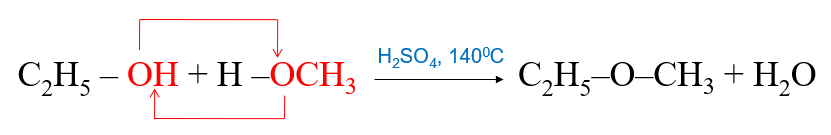 C₂H₅ – OH + H –OCH₃ H₂SO₄, 140⁰C C₂H₅–O–CH₃ + H₂O